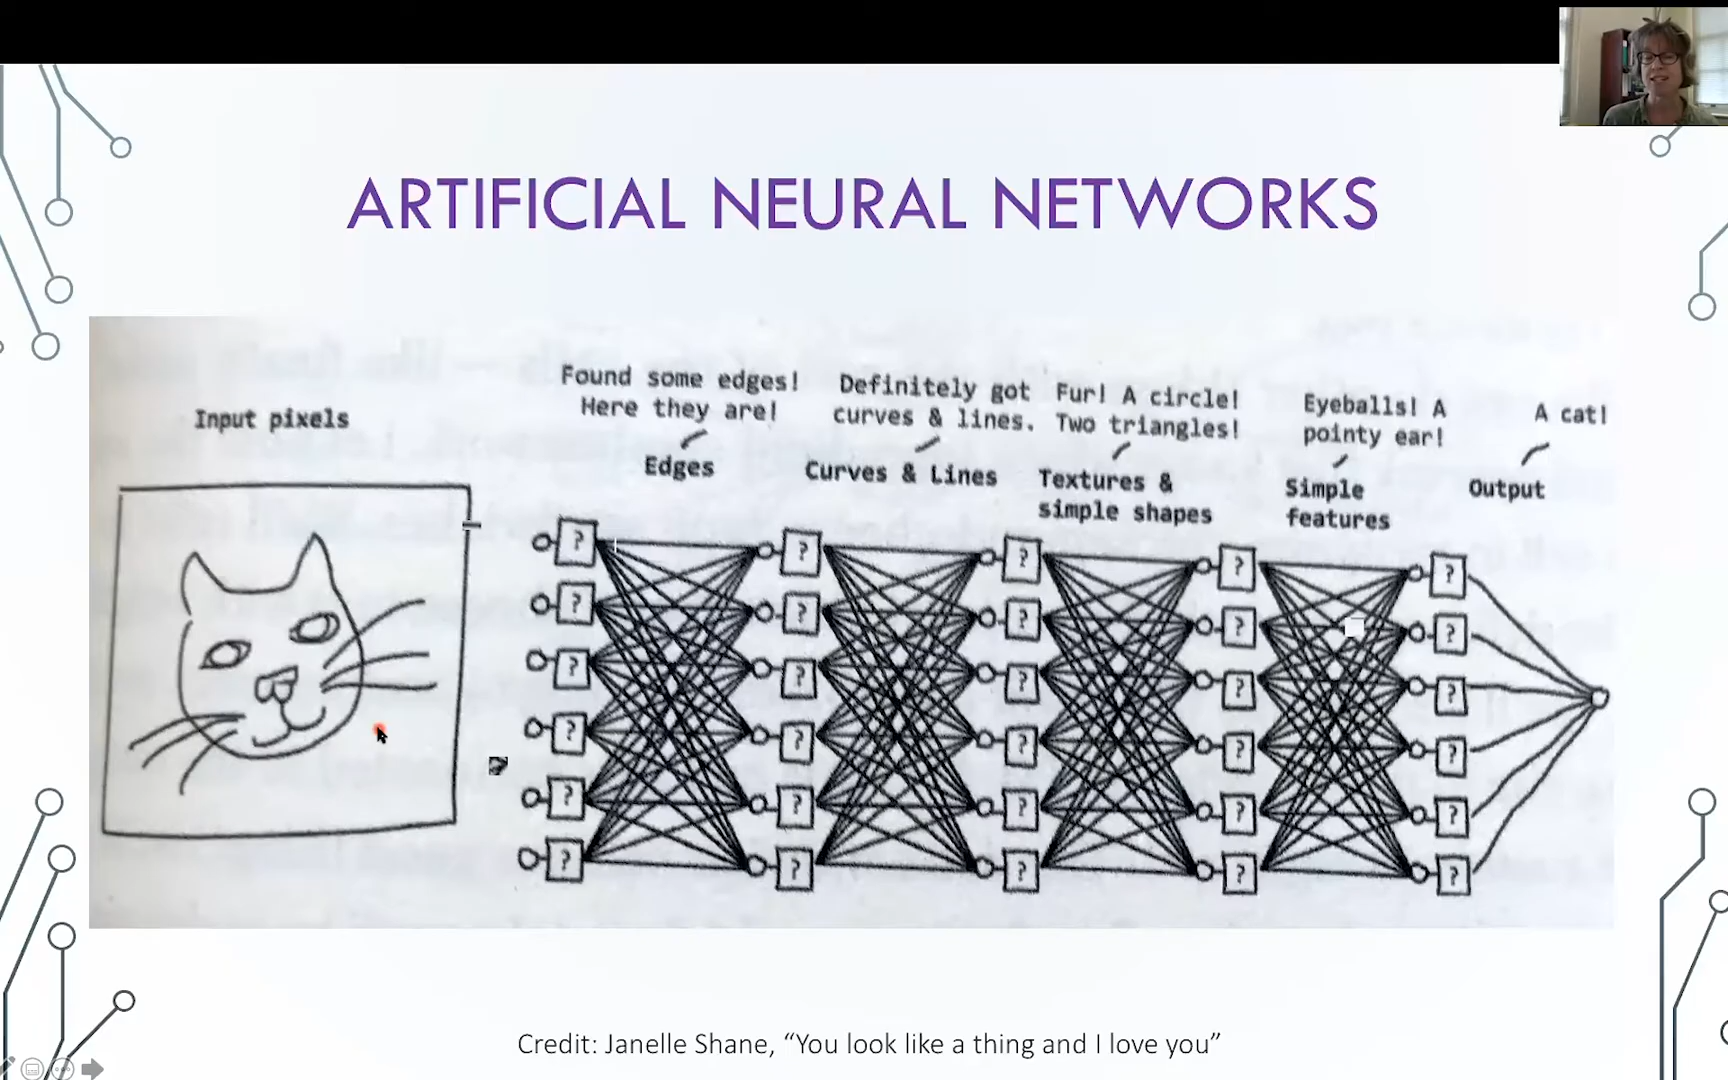 ARTIFICIAL NEURAL NETWORKS
Input pixels
Found some edges!
Here they are!
Edges
Definitely got
curves & lines.
Curves & Lines
Fur! A circle!
Two triangles!
Textures &
simple shapes
Eyeballs! A
pointy ear!
Simple
features
A cat!
Output
? ? ? ? ?
? ? ? ? ?
? ? ? ? ?
? ? ? ? ?
? ? ? ? ?
? ? ? ? ?
Credit: Janelle Shane, “You look like a thing and I love you”